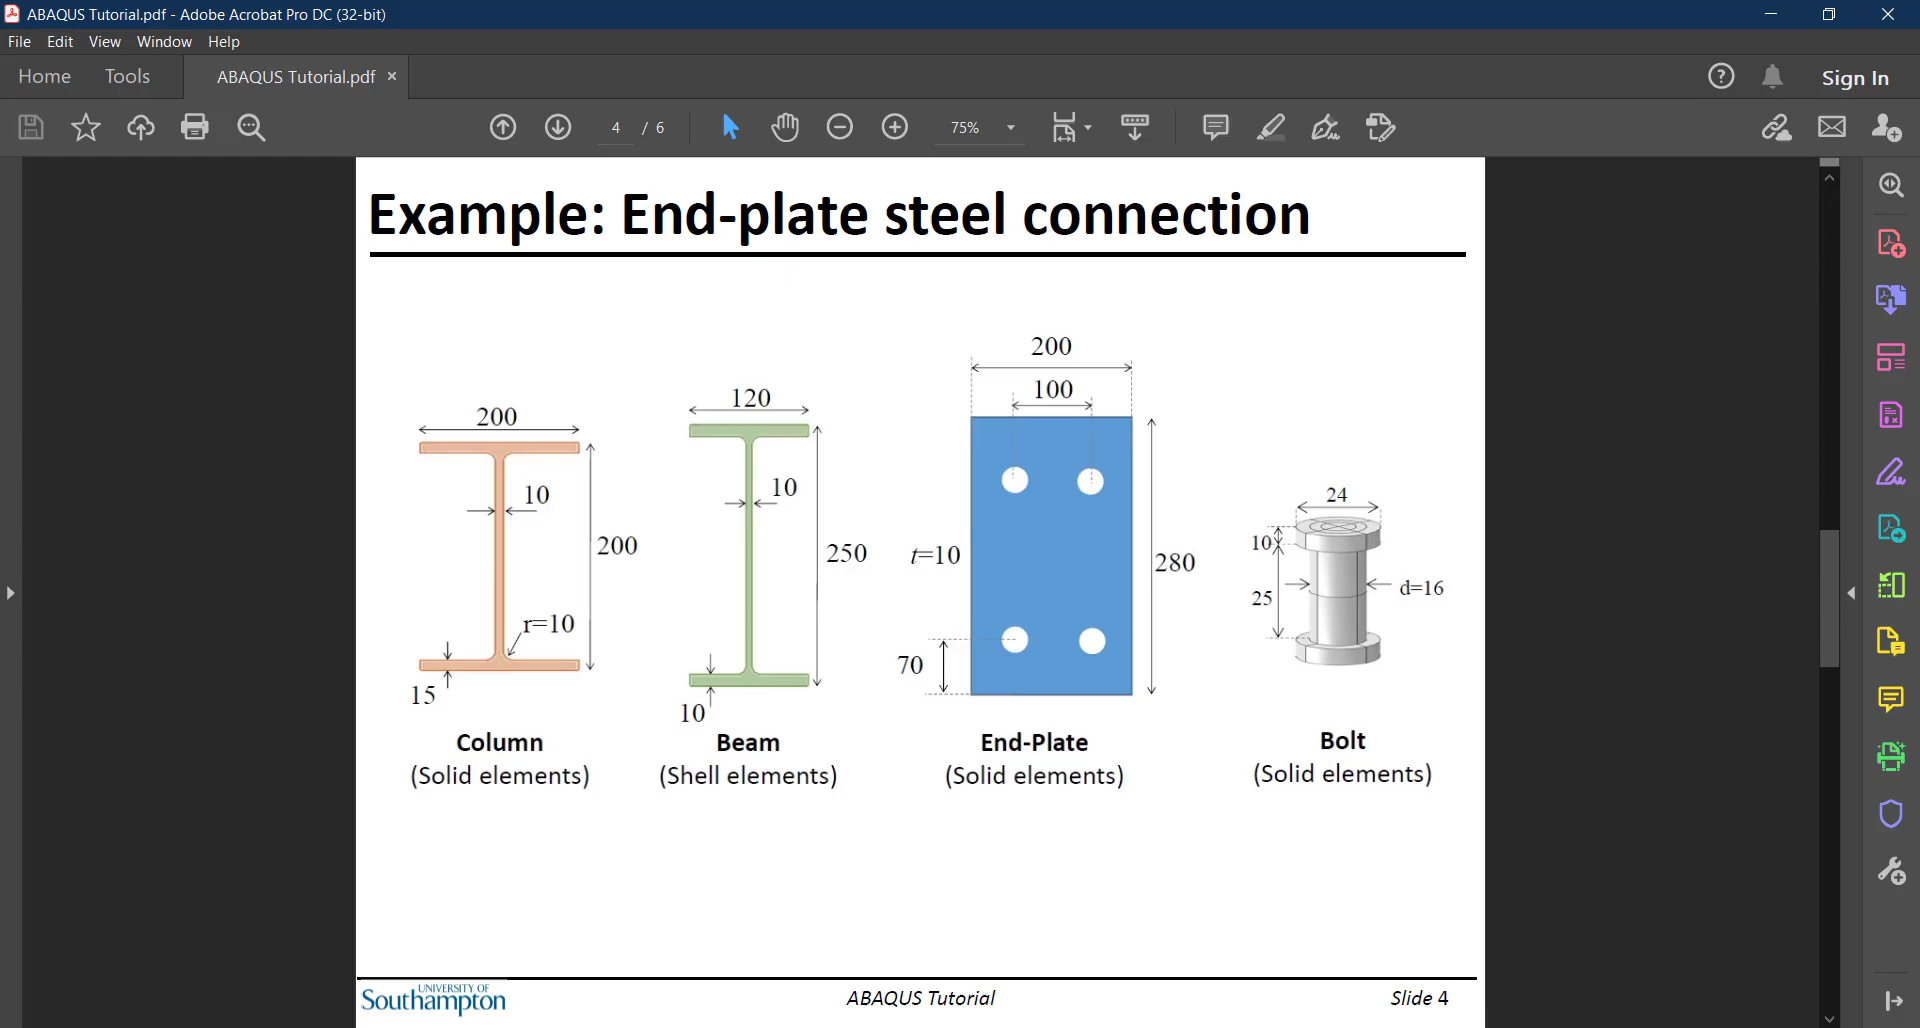 ABAQUS Tutorial.pdf - Adobe Acrobat Pro DC (32-bit)
File Edit View Window Help
Home Tools ABAQUS Tutorial.pdf × Sign In
4 / 6 75%
Example: End-plate steel connection
200
10
200
r=10
15
Column
(Solid elements)
120
10
250
10
Beam
(Shell elements)
200
100
t=10
280
70
End-Plate
(Solid elements)
24
10
25
d=16
Bolt
(Solid elements)
UNIVERSITY OF
Southampton
ABAQUS Tutorial
Slide 4